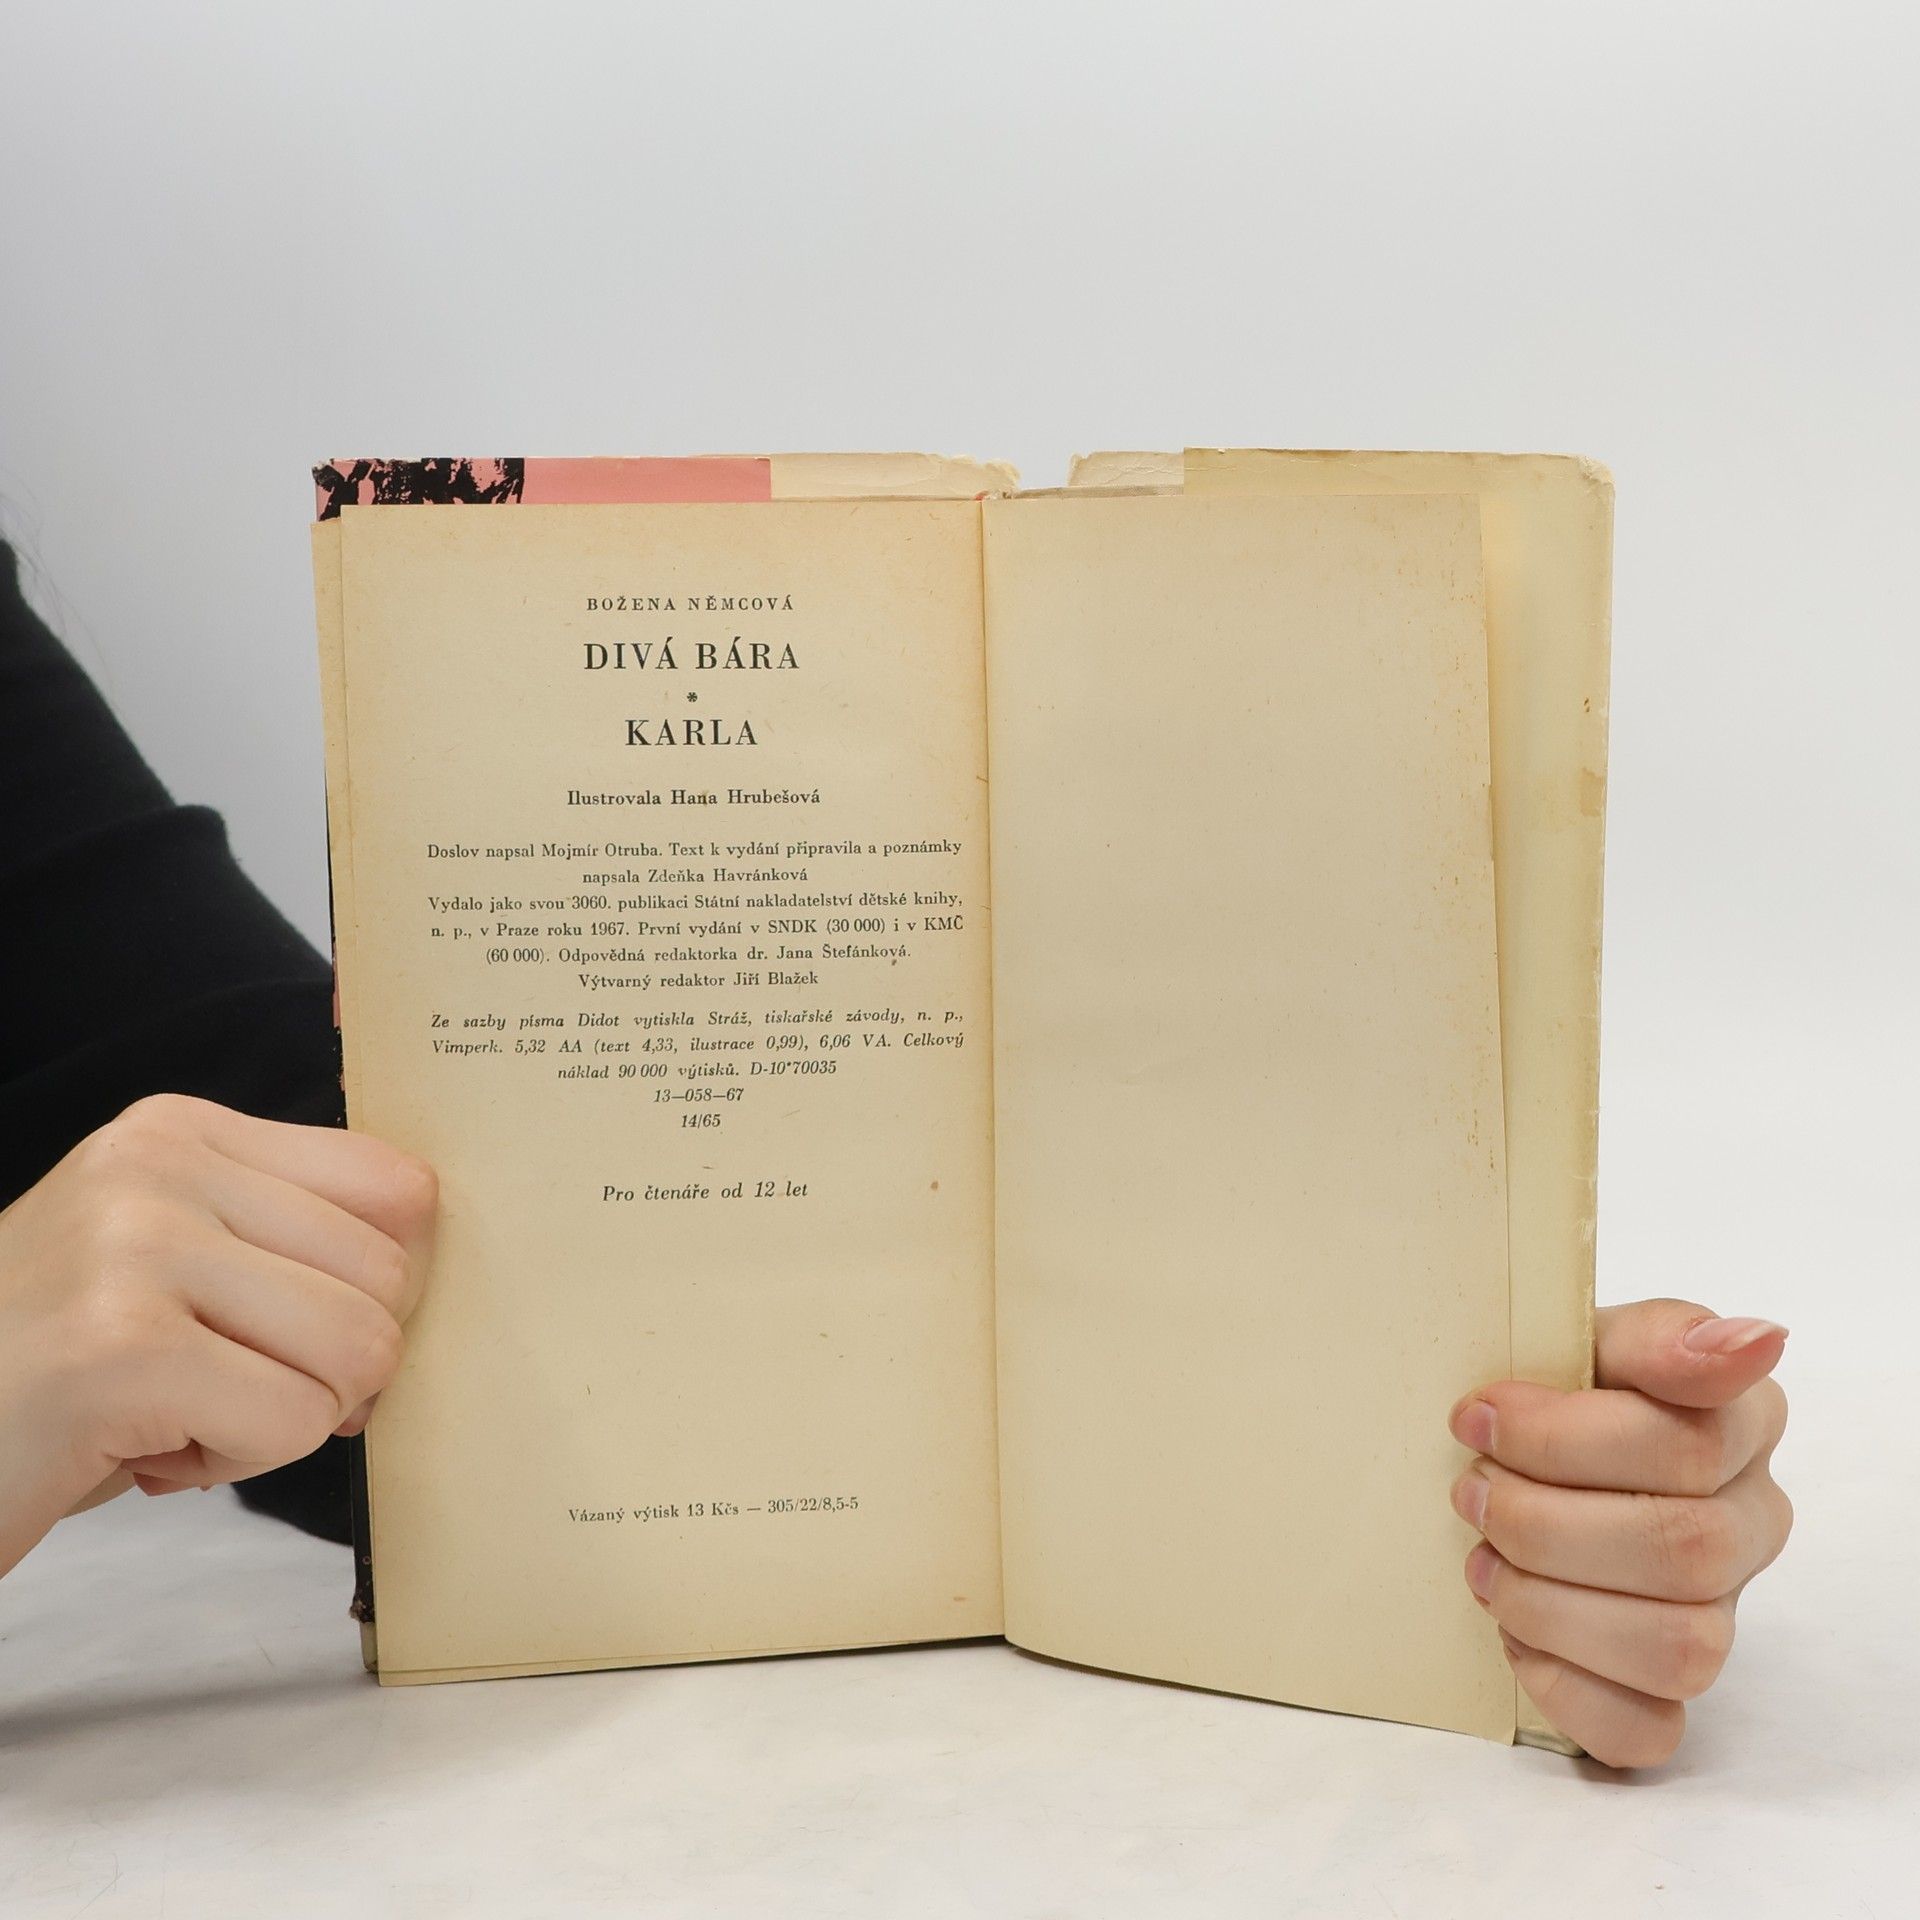 BOŽENA NĚMCOVÁ
DIVÁ BÁRA
*
KARLA
Ilustrovala Hana Hrubešová
Doslov napsal Mojmír Otruba. Text k vydání připravila a poznámky
napsala Zdeňka Havránková
Vydalo jako svou 3060. publikaci Státní nakladatelství dětské knihy,
n. p., v Praze roku 1967. První vydání v SNDK (30 000) i v KMČ
(60 000). Odpovědná redaktorka dr. Jana Štefánková.
Výtvarný redaktor Jiří Blažek
Ze sazby písma Didot vytiskla Stráž, tiskařské závody, n. p.,
Vimperk. 5,32 AA (text 4,33, ilustrace 0,99), 6,06 VA. Celkový
náklad 90 000 výtisků. D-10*70035
13—058—67
14/65
Pro čtenáře od 12 let
Vázaný výtisk 13 Kčs — 305/22/8,5-5